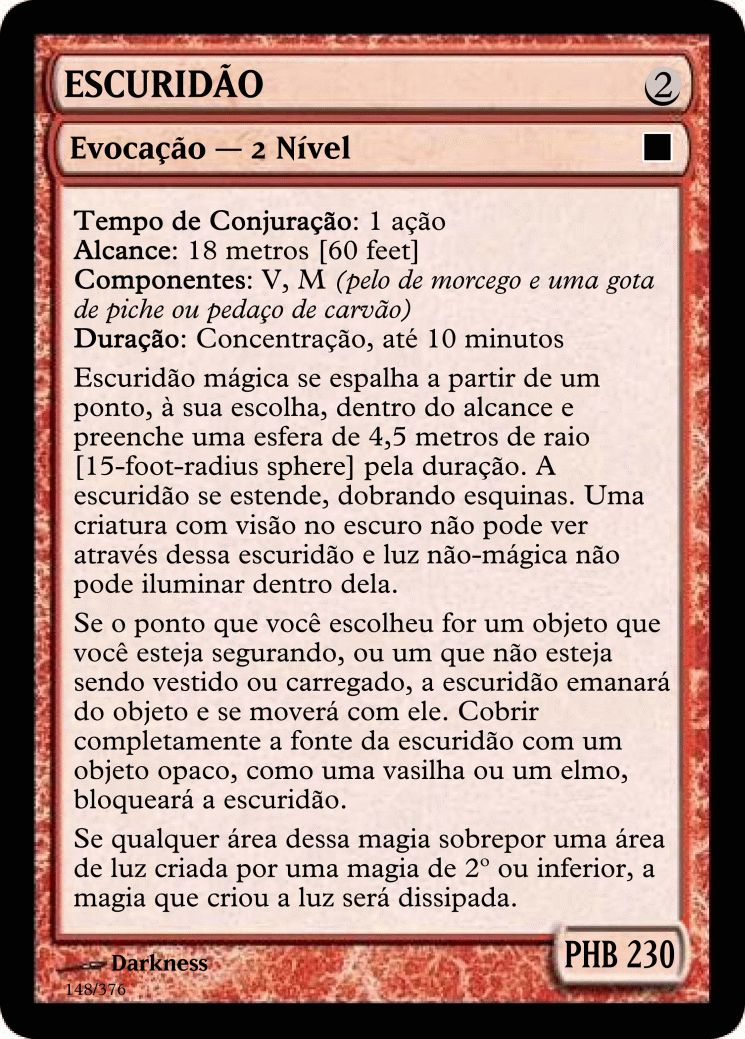 ESCURIDÃO
2
Evocação — 2 Nível
Tempo de Conjuração: 1 ação
Alcance: 18 metros [60 feet]
Componentes: V, M (pelo de morcego e uma gota
de piche ou pedaço de carvão)
Duração: Concentração, até 10 minutos
Escuridão mágica se espalha a partir de um
ponto, à sua escolha, dentro do alcance e
preenche uma esfera de 4,5 metros de raio
[15-foot-radius sphere] pela duração. A
escuridão se estende, dobrando esquinas. Uma
criatura com visão no escuro não pode ver
através dessa escuridão e luz não-mágica não
pode iluminar dentro dela.
Se o ponto que você escolheu for um objeto que
você esteja segurando, ou um que não esteja
sendo vestido ou carregado, a escuridão emanará
do objeto e se moverá com ele. Cobrir
completamente a fonte da escuridão com um
objeto opaco, como uma vasilha ou um elmo,
bloqueará a escuridão.
Se qualquer área dessa magia sobrepor uma área
de luz criada por uma magia de 2º ou inferior, a
magia que criou a luz será dissipada.
PHB 230
Darkness
148/376